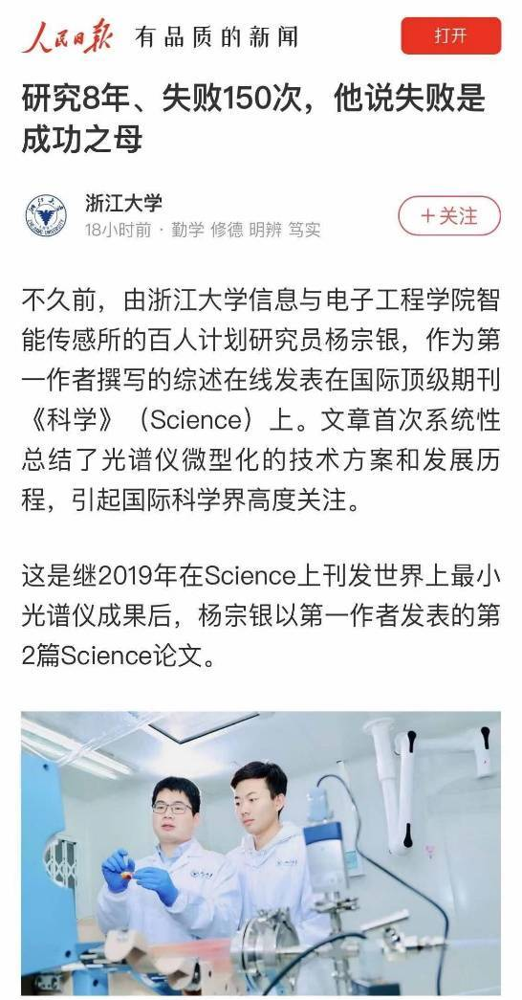 人民日报 有品质的新闻
打开
研究8年、失败150次，他说失败是
成功之母
浙江大学
18小时前 · 勤学 修德 明辨 笃实
＋关注
不久前，由浙江大学信息与电子工程学院智
能传感所的百人计划研究员杨宗银，作为第
一作者撰写的综述在线发表在国际顶级期刊
《科学》（Science）上。文章首次系统性
总结了光谱仪微型化的技术方案和发展历
程，引起国际科学界高度关注。
这是继2019年在Science上刊发世界上最小
光谱仪成果后，杨宗银以第一作者发表的第
2篇Science论文。